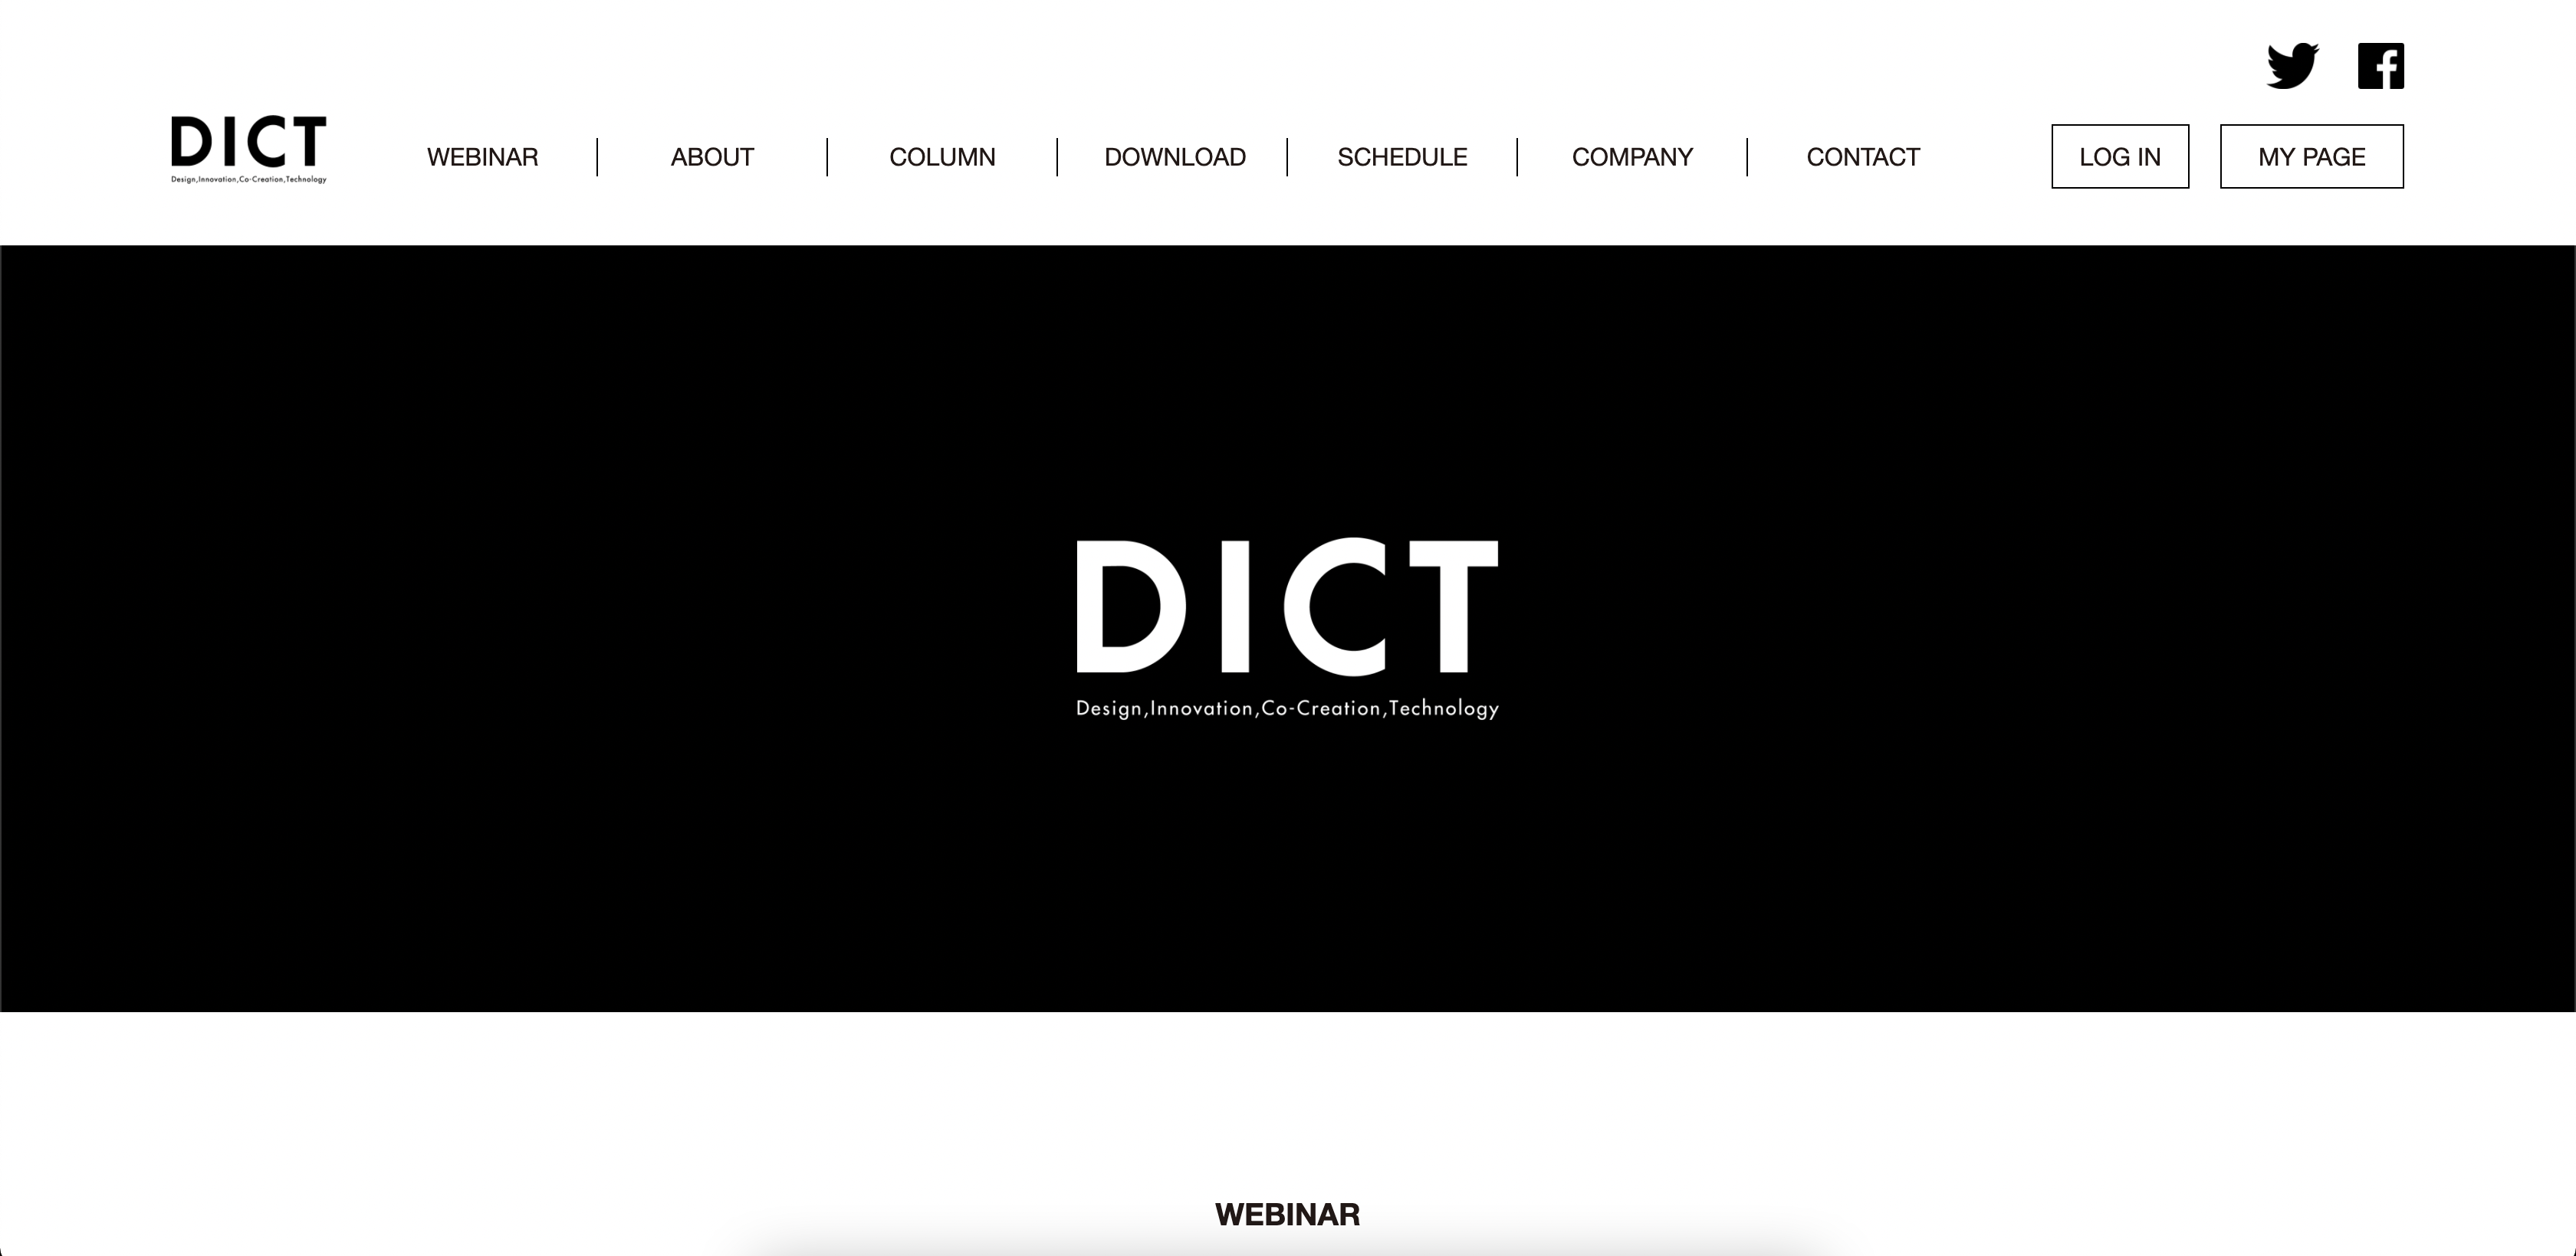 DICT
Design,Innovation,Co-Creation,Technology
WEBINAR
ABOUT
COLUMN
DOWNLOAD
SCHEDULE
COMPANY
CONTACT
LOG IN
MY PAGE
DICT
Design,Innovation,Co-Creation,Technology
WEBINAR